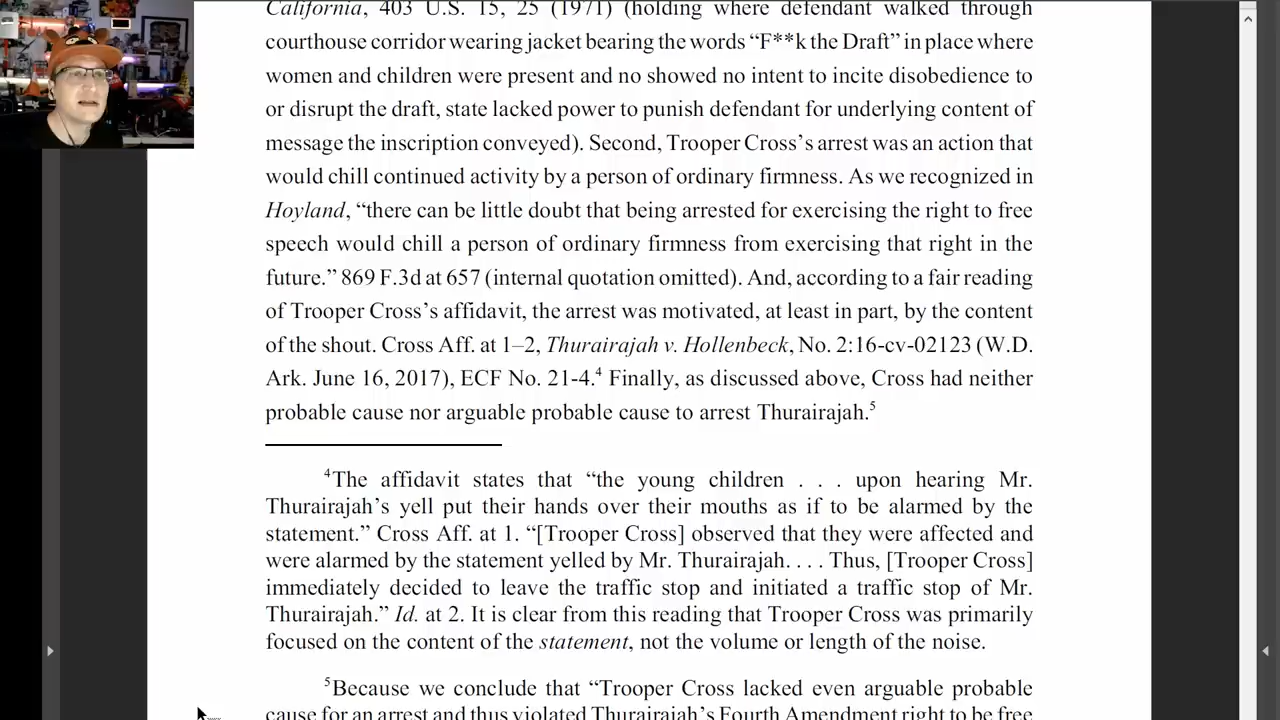 California, 403 U.S. 15, 25 (1971) (holding where defendant walked through
courthouse corridor wearing jacket bearing the words “F**k the Draft” in place where
women and children were present and no showed no intent to incite disobedience to
or disrupt the draft, state lacked power to punish defendant for underlying content of
message the inscription conveyed). Second, Trooper Cross’s arrest was an action that
would chill continued activity by a person of ordinary firmness. As we recognized in
Hoyland, “there can be little doubt that being arrested for exercising the right to free
speech would chill a person of ordinary firmness from exercising that right in the
future.” 869 F.3d at 657 (internal quotation omitted). And, according to a fair reading
of Trooper Cross’s affidavit, the arrest was motivated, at least in part, by the content
of the shout. Cross Aff. at 1–2, Thurairajah v. Hollenbeck, No. 2:16-cv-02123 (W.D.
Ark. June 16, 2017), ECF No. 21-4.4 Finally, as discussed above, Cross had neither
probable cause nor arguable probable cause to arrest Thurairajah.5
4The affidavit states that “the young children . . . upon hearing Mr.
Thurairajah’s yell put their hands over their mouths as if to be alarmed by the
statement.” Cross Aff. at 1. “[Trooper Cross] observed that they were affected and
were alarmed by the statement yelled by Mr. Thurairajah. . . . Thus, [Trooper Cross]
immediately decided to leave the traffic stop and initiated a traffic stop of Mr.
Thurairajah.” Id. at 2. It is clear from this reading that Trooper Cross was primarily
focused on the content of the statement, not the volume or length of the noise.
5Because we conclude that “Trooper Cross lacked even arguable probable
cause for an arrest and thus violated Thurairajah’s Fourth Amendment right to be free